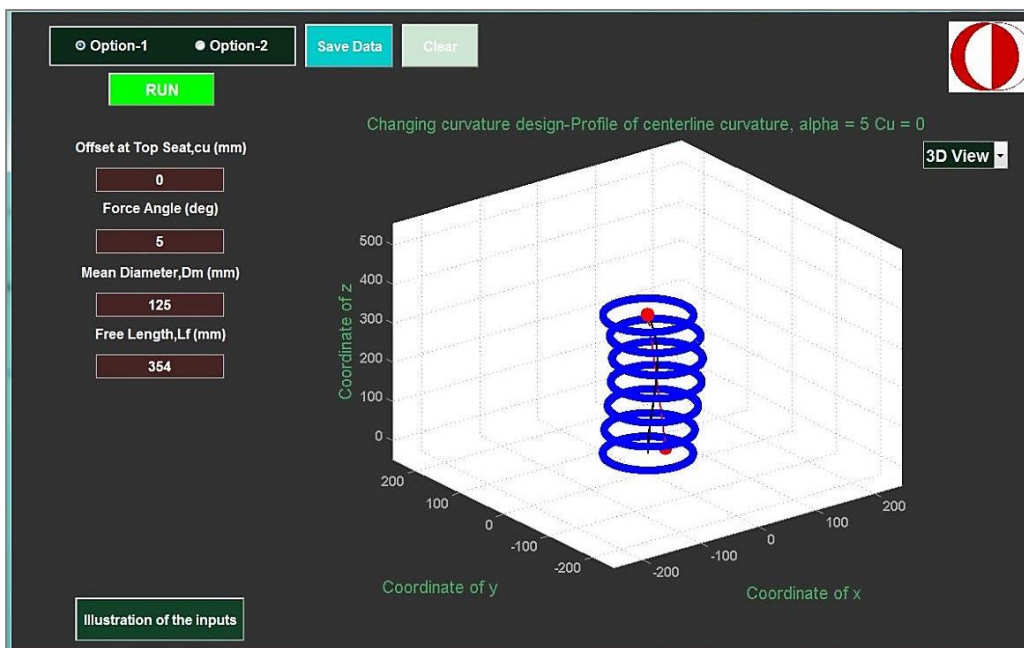 Option-1
Option-2
Save Data
Clear
RUN
Changing curvature design-Profile of centerline curvature, alpha = 5 Cu = 0
Offset at Top Seat,cu (mm)
0
3D View
Force Angle (deg)
5
Mean Diameter,Dm (mm)
125
Free Length,Lf (mm)
354
Coordinate of z
500
400
300
200
100
0
200
100
0
-100
-200
Coordinate of y
-200
-100
0
100
200
Coordinate of x
Illustration of the inputs